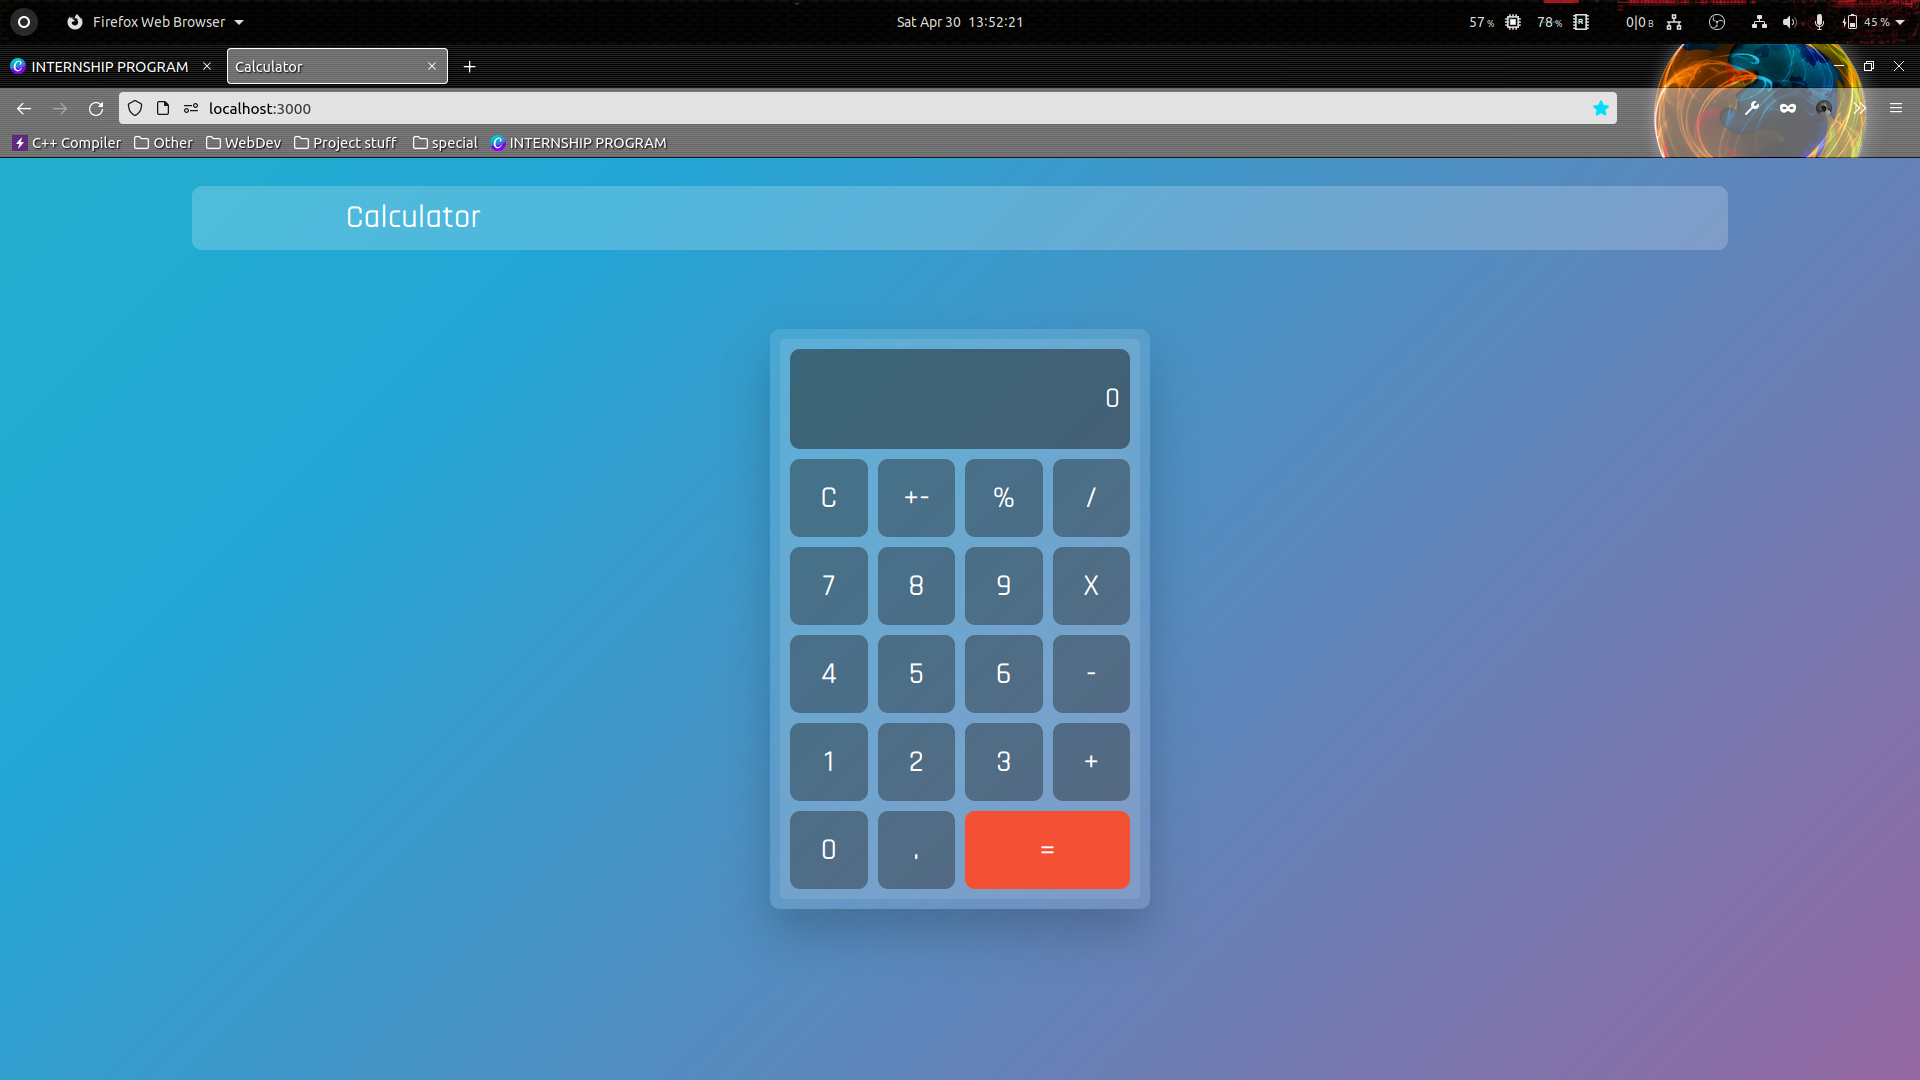 Firefox Web Browser
Sat Apr 30 13:52:21
57 % 78 % 0|0 B 45 %
INTERNSHIP PROGRAM
Calculator
localhost:3000
C++ Compiler Other WebDev Project stuff special INTERNSHIP PROGRAM
Calculator
0
C +- % /
7 8 9 X
4 5 6 -
1 2 3 +
0 . =